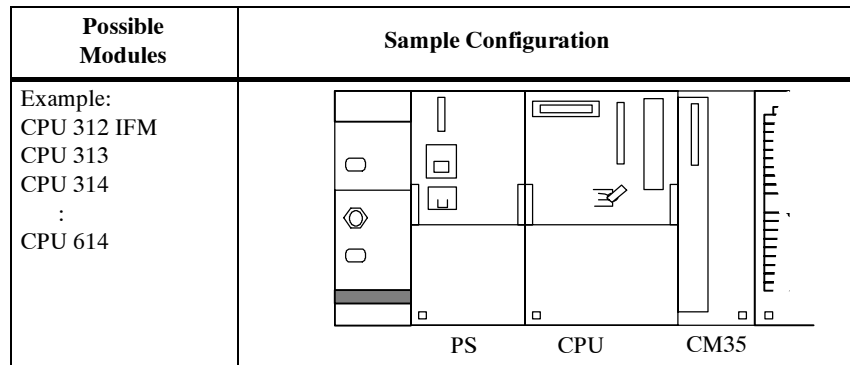 Possible
Modules
Sample Configuration
Example:
CPU 312 IFM
CPU 313
CPU 314
:
CPU 614
PS CPU CM35